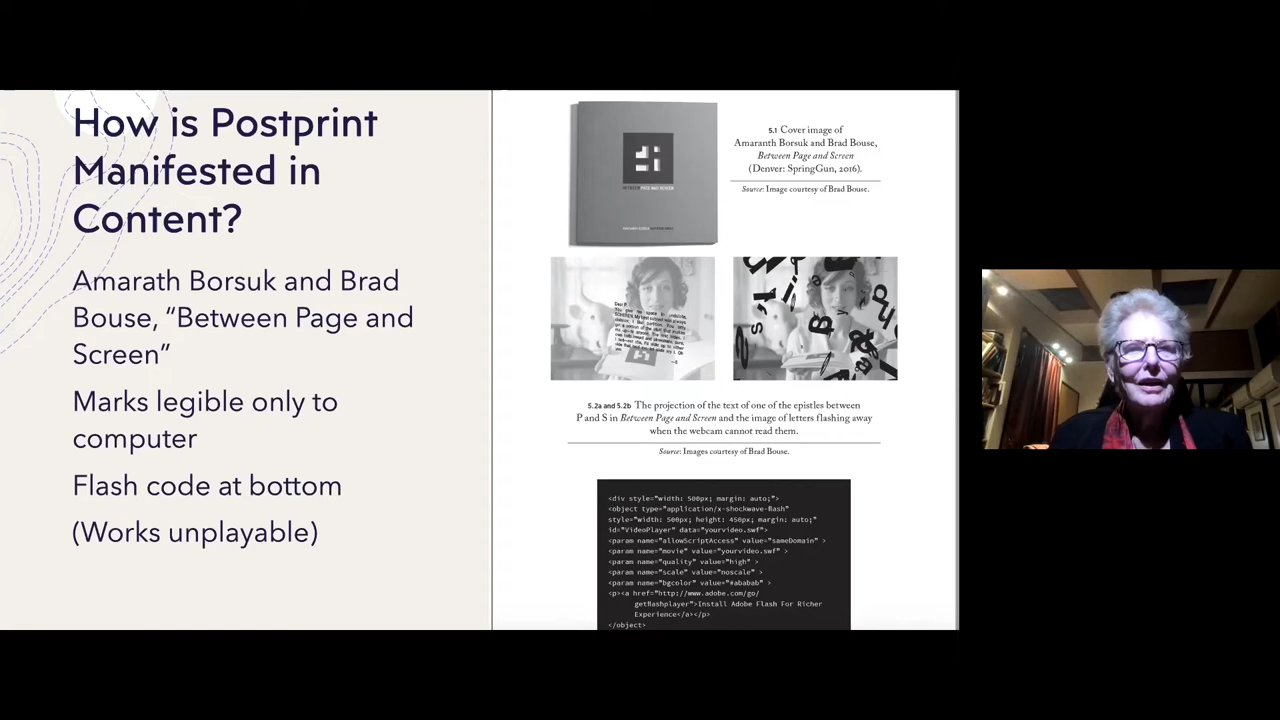 How is Postprint
Manifested in
Content?
Amarath Borsuk and Brad
Bouse, “Between Page and
Screen”
Marks legible only to
computer
Flash code at bottom
(Works unplayable)
BETWEEN PAGE AND SCREEN
5.1 Cover image of
Amaranth Borsuk and Brad Bouse,
Between Page and Screen
(Denver: SpringGun, 2016).
Source: Image courtesy of Brad Bouse.
Dear P,
5.2a and 5.2b The projection of the text of one of the epistles between
P and S in Between Page and Screen and the image of letters flashing away
when the webcam cannot read them.
Source: Images courtesy of Brad Bouse.
<div style="width: 500px; margin: auto;">
<object type="application/x-shockwave-flash"
style="width: 500px; height: 450px; margin: auto;"
id="VideoPlayer" data="yourvideo.swf">
<param name="allowScriptAccess" value="sameDomain" >
<param name="movie" value="yourvideo.swf" >
<param name="quality" value="high" >
<param name="scale" value="noscale" >
<param name="bgcolor" value="#ababab" >
<p><a href="http://www.adobe.com/go/
getflashplayer">Install Adobe Flash For Richer
Experience</a></p>
</object>